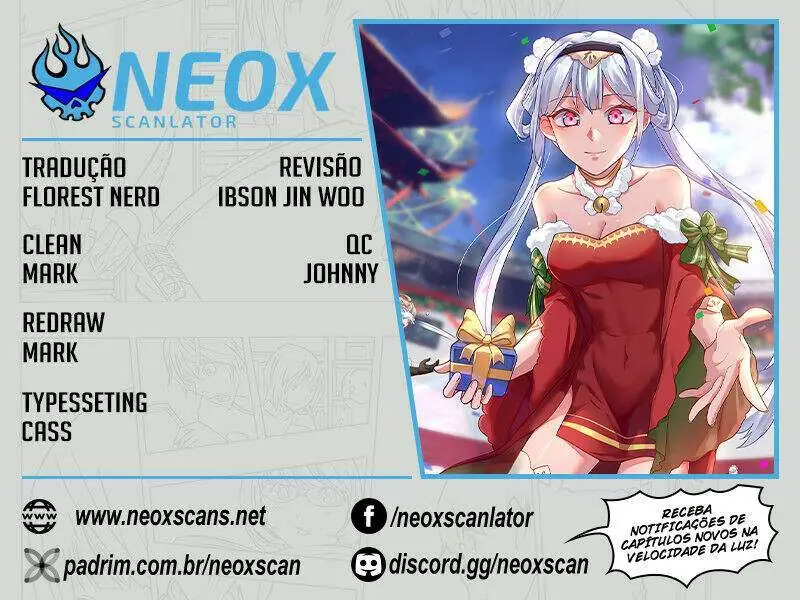 NEOX
SCANLATOR
TRADUÇÃO
FLOREST NERD
REVISÃO
IBSON JIN WOO
CLEAN
MARK
QC
JOHNNY
REDRAW
MARK
TYPESSETING
CASS
www
www.neoxscans.net
/neoxscanlator
padrim.com.br/neoxscan
discord.gg/neoxscan
RECEBA
NOTIFICAÇÕES DE
CAPÍTULOS NOVOS NA
VELOCIDADE DA LUZ!